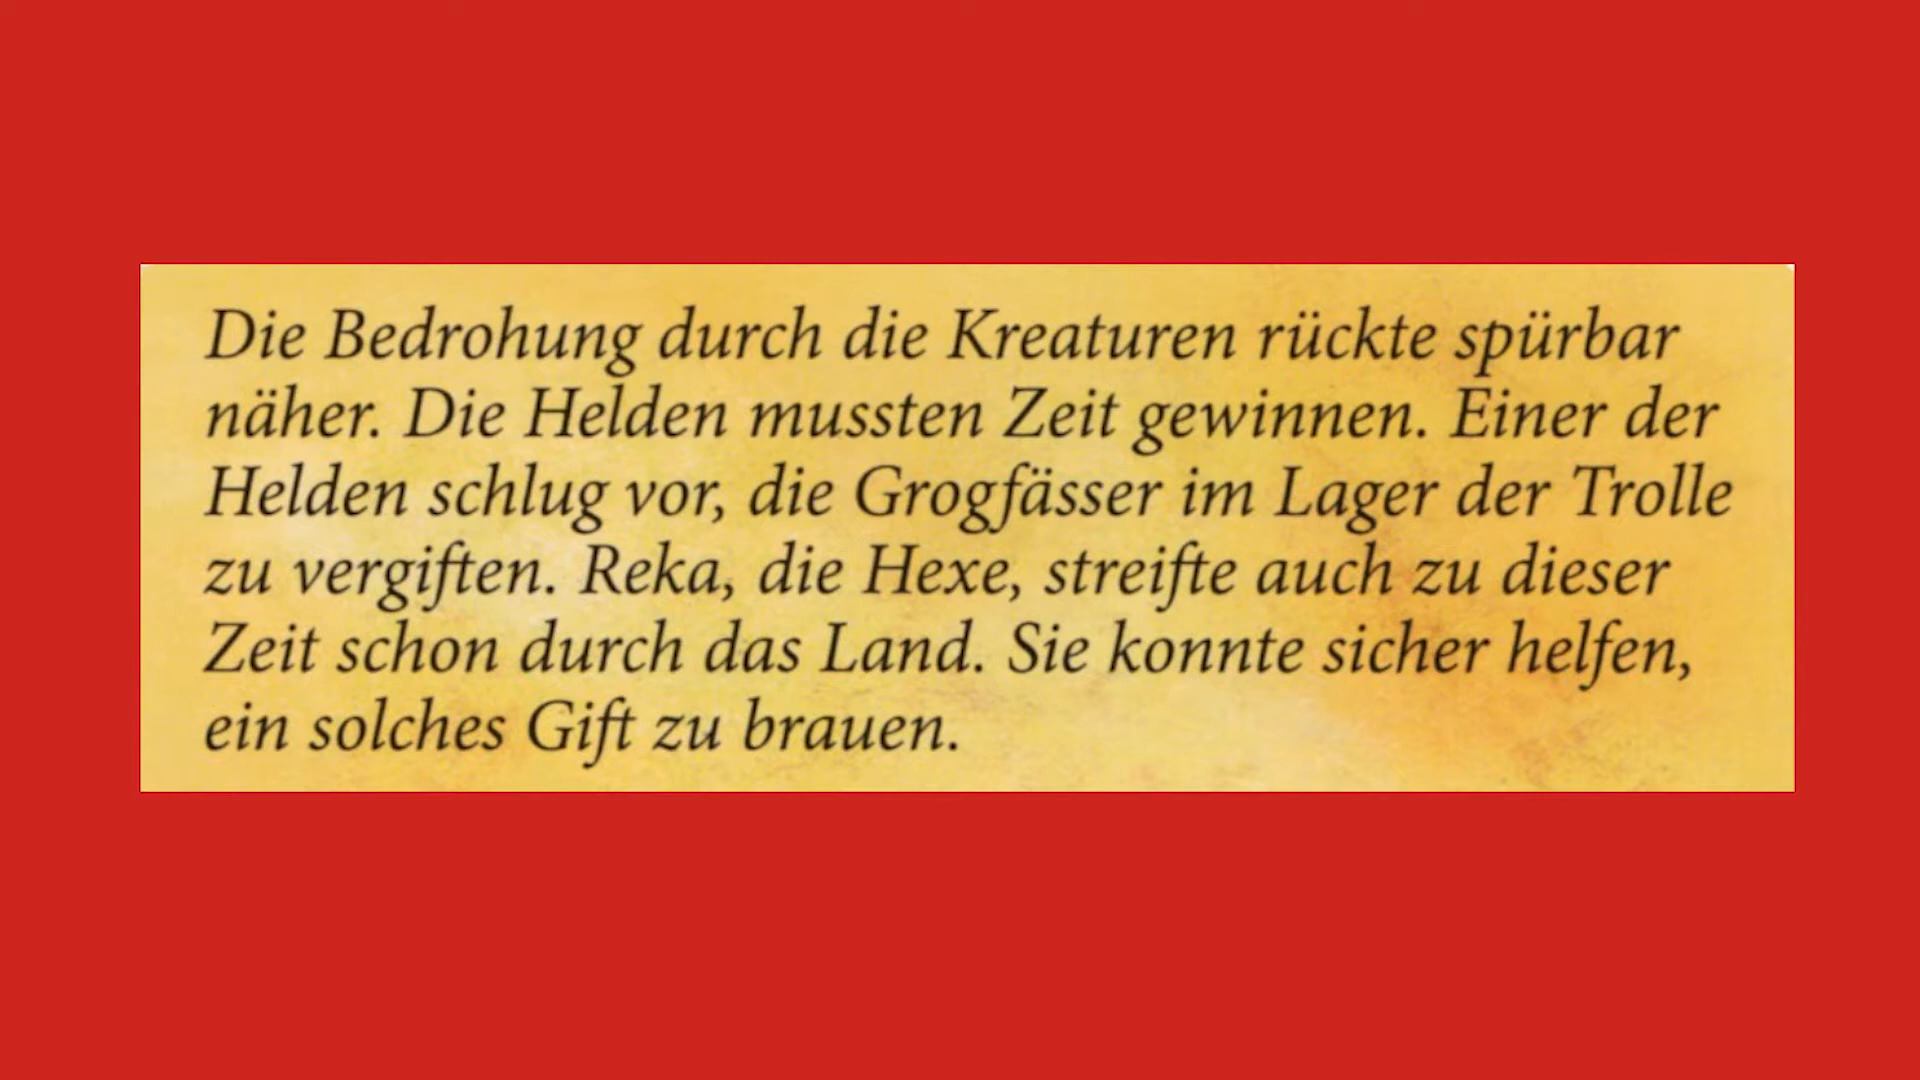 Die Bedrohung durch die Kreaturen rückte spürbar
näher. Die Helden mussten Zeit gewinnen. Einer der
Helden schlug vor, die Grogfässer im Lager der Trolle
zu vergiften. Reka, die Hexe, streifte auch zu dieser
Zeit schon durch das Land. Sie konnte sicher helfen,
ein solches Gift zu brauen.